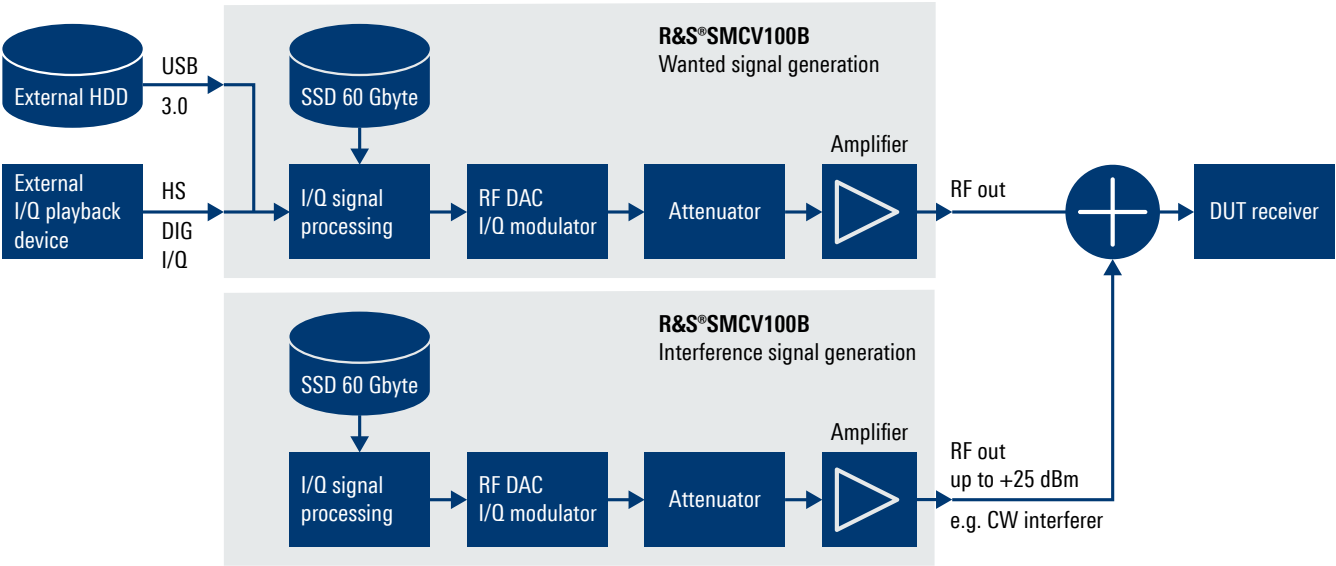 R&S®SMCV100B
Wanted signal generation
External HDD
USB
3.0
SSD 60 Gbyte
External
I/Q playback
device
HS
DIG
I/Q
I/Q signal
processing
RF DAC
I/Q modulator
Attenuator
Amplifier
RF out
DUT receiver
R&S®SMCV100B
Interference signal generation
SSD 60 Gbyte
I/Q signal
processing
RF DAC
I/Q modulator
Attenuator
Amplifier
RF out
up to +25 dBm
e.g. CW interferer